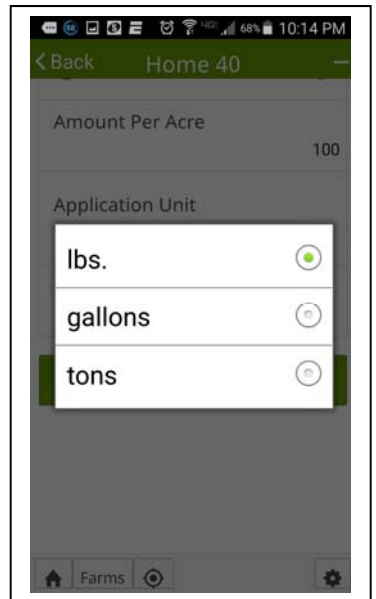 68% 10:14 PM
Back Home 40
Amount Per Acre
100
Application Unit
lbs.
gallons
tons
Farms